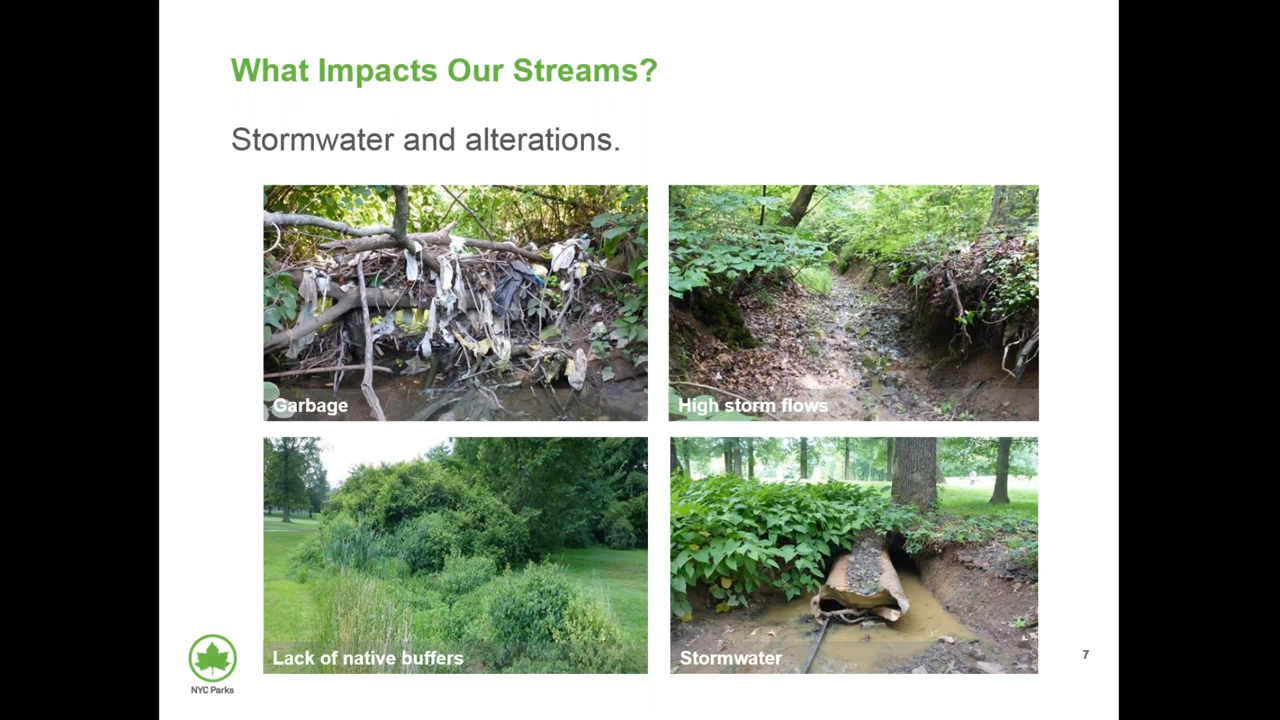 What Impacts Our Streams?
Stormwater and alterations.
Garbage
High storm flows
Lack of native buffers
Stormwater
NYC Parks
7